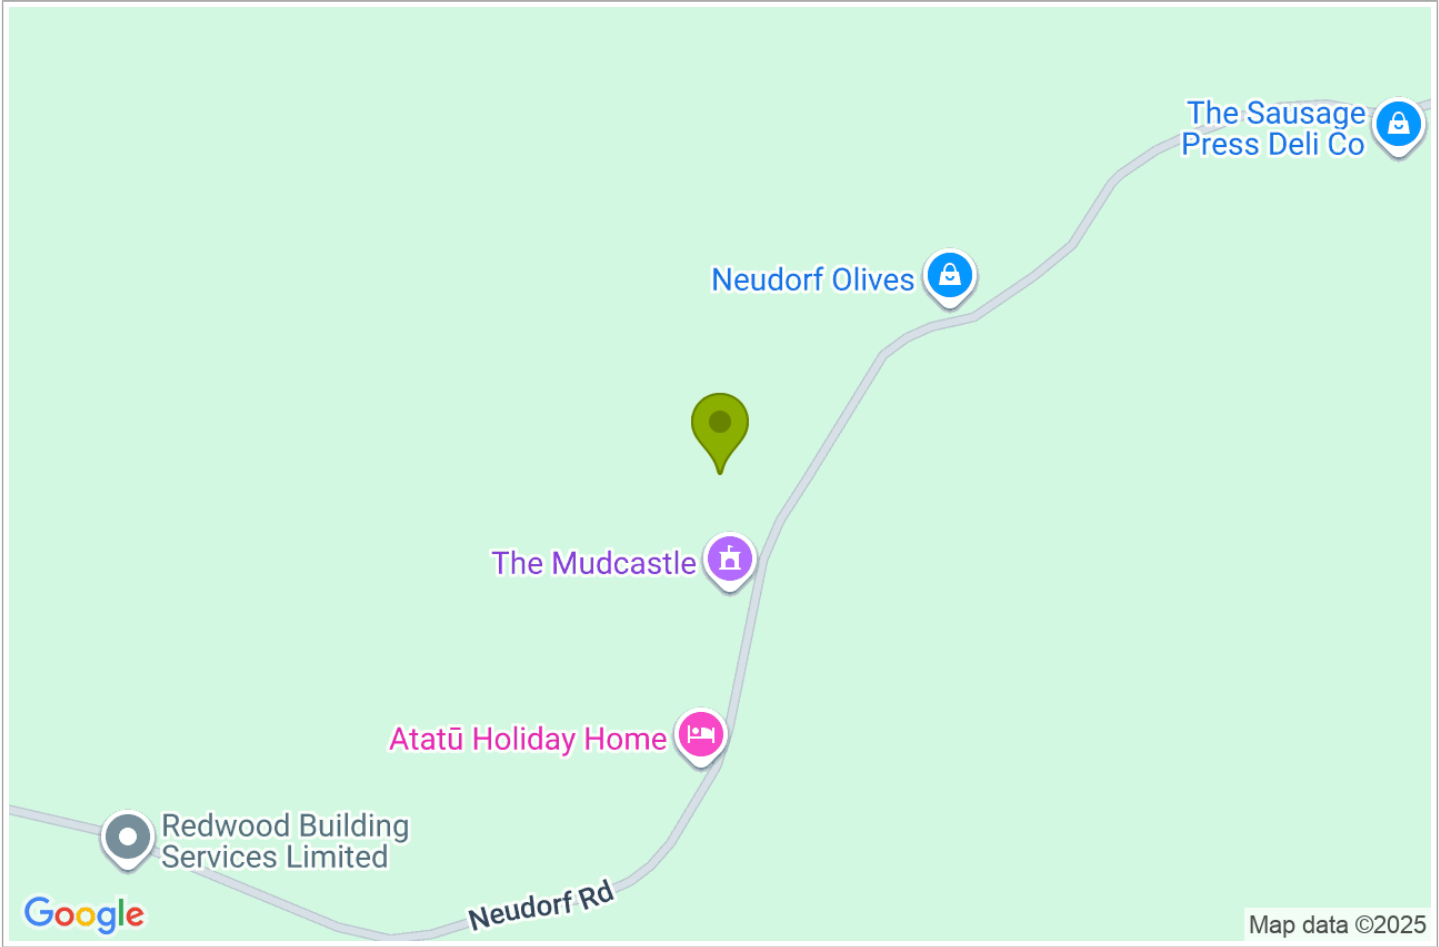 The Sausage
Press Deli Co
Neudorf Olives
The Mudcastle
Atatū Holiday Home
Redwood Building
Services Limited
Neudorf Rd
Google
Map data ©2025